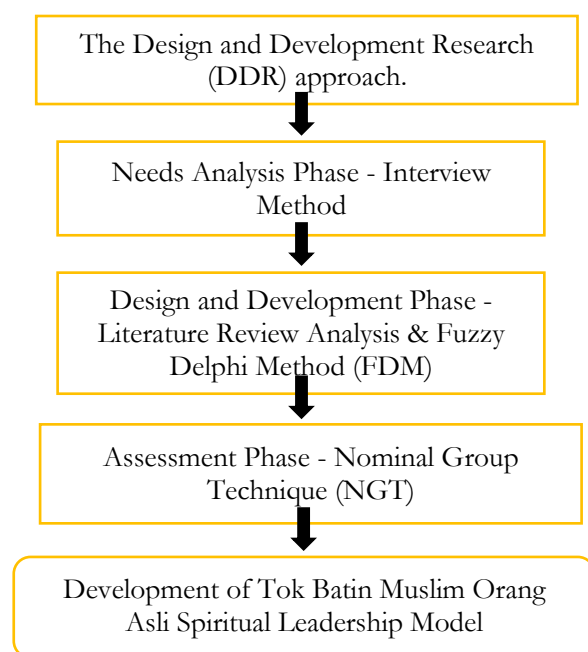 The Design and Development Research
(DDR) approach.
Needs Analysis Phase - Interview
Method
Design and Development Phase -
Literature Review Analysis & Fuzzy
Delphi Method (FDM)
Assessment Phase - Nominal Group
Technique (NGT)
Development of Tok Batin Muslim Orang
Asli Spiritual Leadership Model